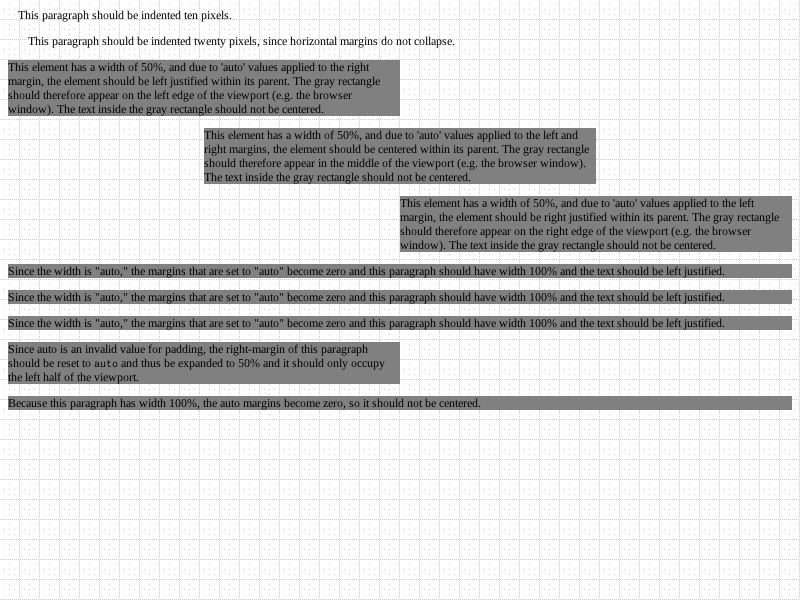 This paragraph should be indented ten pixels.
This paragraph should be indented twenty pixels, since horizontal margins do not collapse.
This element has a width of 50%, and due to 'auto' values applied to the right
margin, the element should be left justified within its parent. The gray rectangle
should therefore appear on the left edge of the viewport (e.g. the browser
window). The text inside the gray rectangle should not be centered.
This element has a width of 50%, and due to 'auto' values applied to the left and
right margins, the element should be centered within its parent. The gray rectangle
should therefore appear in the middle of the viewport (e.g. the browser window).
The text inside the gray rectangle should not be centered.
This element has a width of 50%, and due to 'auto' values applied to the left
margin, the element should be right justified within its parent. The gray rectangle
should therefore appear on the right edge of the viewport (e.g. the browser
window). The text inside the gray rectangle should not be centered.
Since the width is "auto," the margins that are set to "auto" become zero and this paragraph should have width 100% and the text should be left justified.
Since the width is "auto," the margins that are set to "auto" become zero and this paragraph should have width 100% and the text should be left justified.
Since the width is "auto," the margins that are set to "auto" become zero and this paragraph should have width 100% and the text should be left justified.
Since auto is an invalid value for padding, the right-margin of this paragraph
should be reset to auto and thus be expanded to 50% and it should only occupy
the left half of the viewport.
Because this paragraph has width 100%, the auto margins become zero, so it should not be centered.